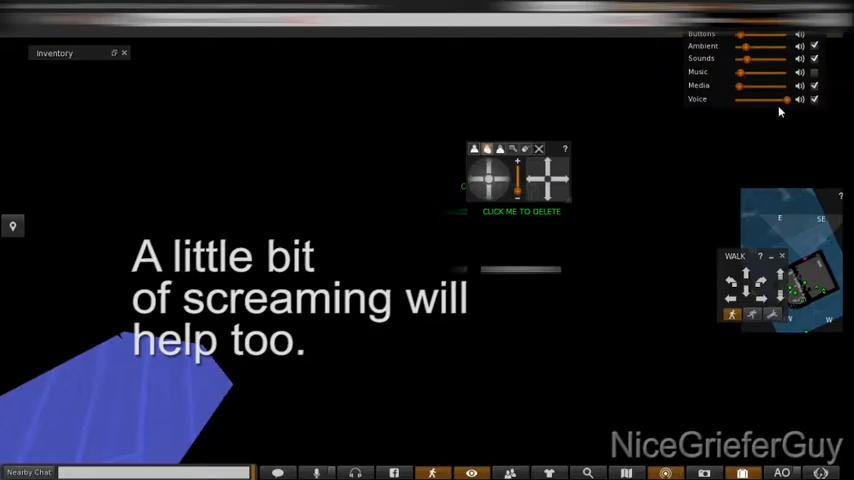 Buttons
Inventory
Ambient
Sounds
Music
Media
Voice
?
CLICK ME TO DELETE
?
E
SE
WALK ?
A little bit
of screaming will
help too.
W
W
NiceGrieferGuy
Nearby Chat
AO